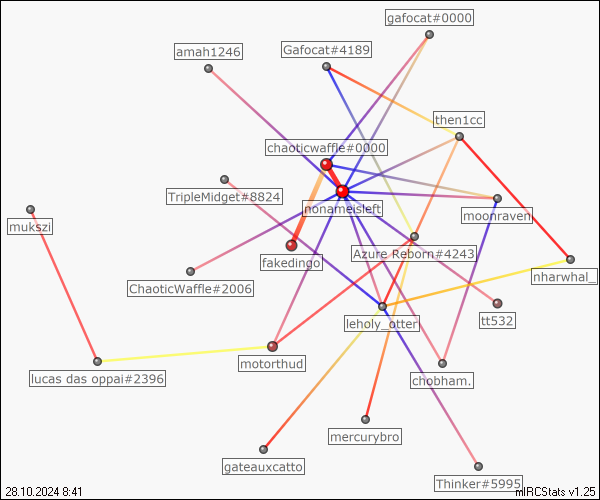 gafocat#0000
amah1246
Gafocat#4189
then1cc
chaoticwaffle#0000
TripleMidget#8824
nonameisleft
moonraven
mukszi
Azure Reborn#4243
fakedingo
nharwhal_
ChaoticWaffle#2006
leholy_otter
tt532
motorthud
lucas das oppai#2396
chobham.
mercurybro
gateauxcatto
Thinker#5995
28.10.2024 8:41
mIRCStats v1.25